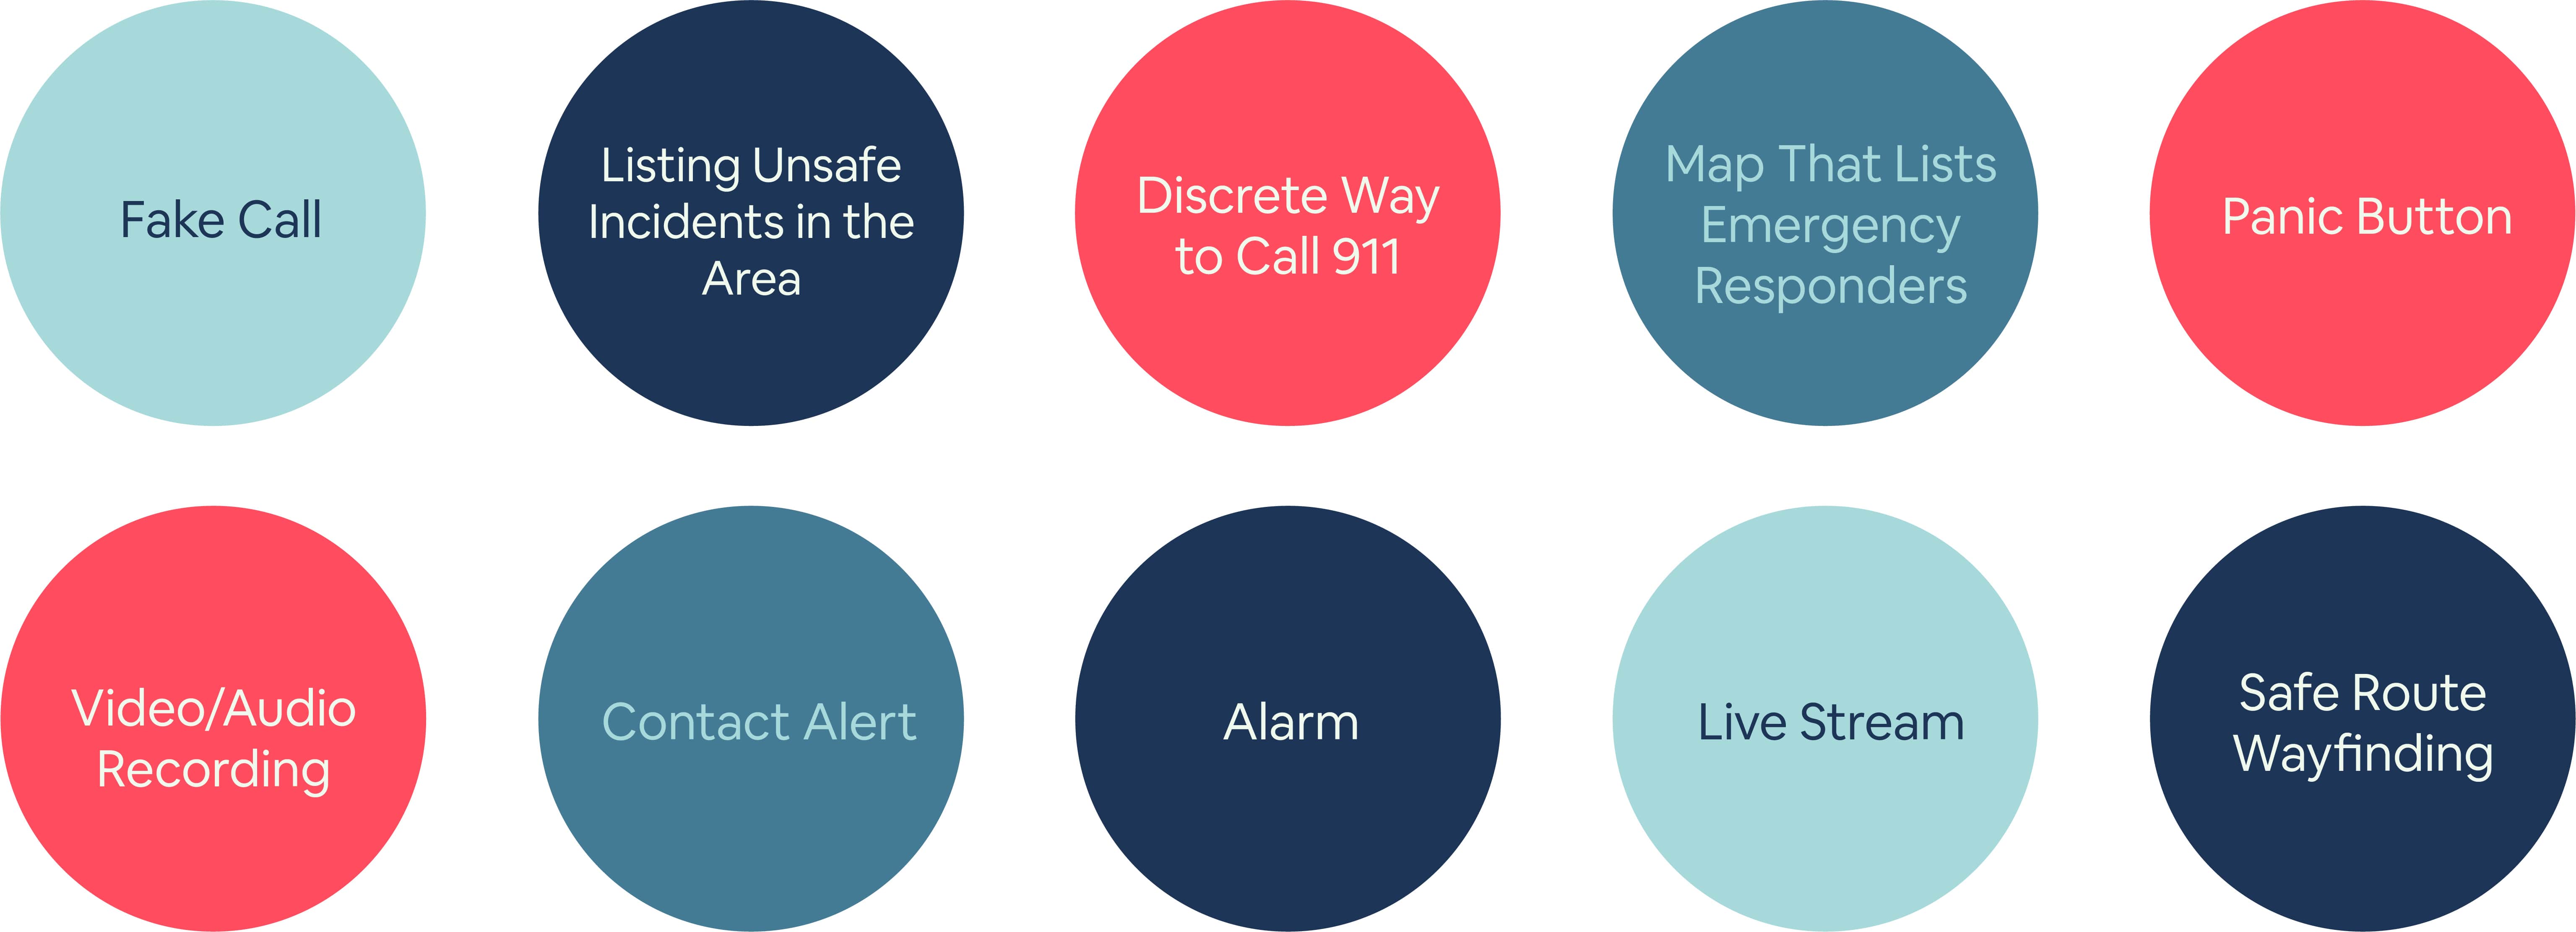 Fake Call
Listing Unsafe
Incidents in the
Area
Discrete Way
to Call 911
Map That Lists
Emergency
Responders
Panic Button
Video/Audio
Recording
Contact Alert
Alarm
Live Stream
Safe Route
Wayfinding